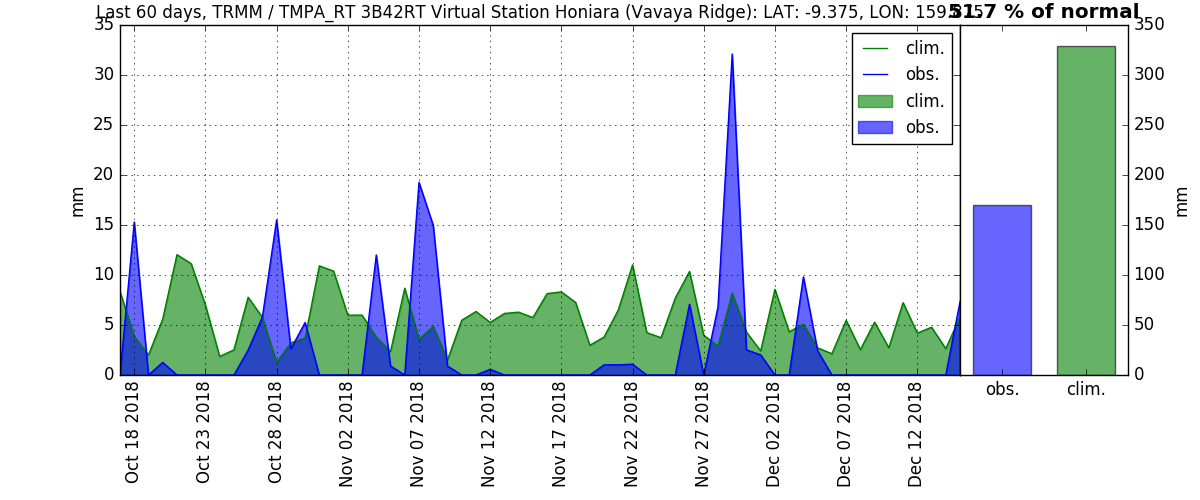 Last 60 days, TRMM / TMPA_RT 3B42RT Virtual Station Honiara (Vavaya Ridge): LAT: -9.375, LON:
51.7 % of normal
35
30
25
20
15
10
5
0
mm
clim.
obs.
clim.
obs.
350
300
250
200
150
100
50
0
mm
obs.
clim.
Oct 18 2018
Oct 23 2018
Oct 28 2018
Nov 02 2018
Nov 07 2018
Nov 12 2018
Nov 17 2018
Nov 22 2018
Nov 27 2018
Dec 02 2018
Dec 07 2018
Dec 12 2018